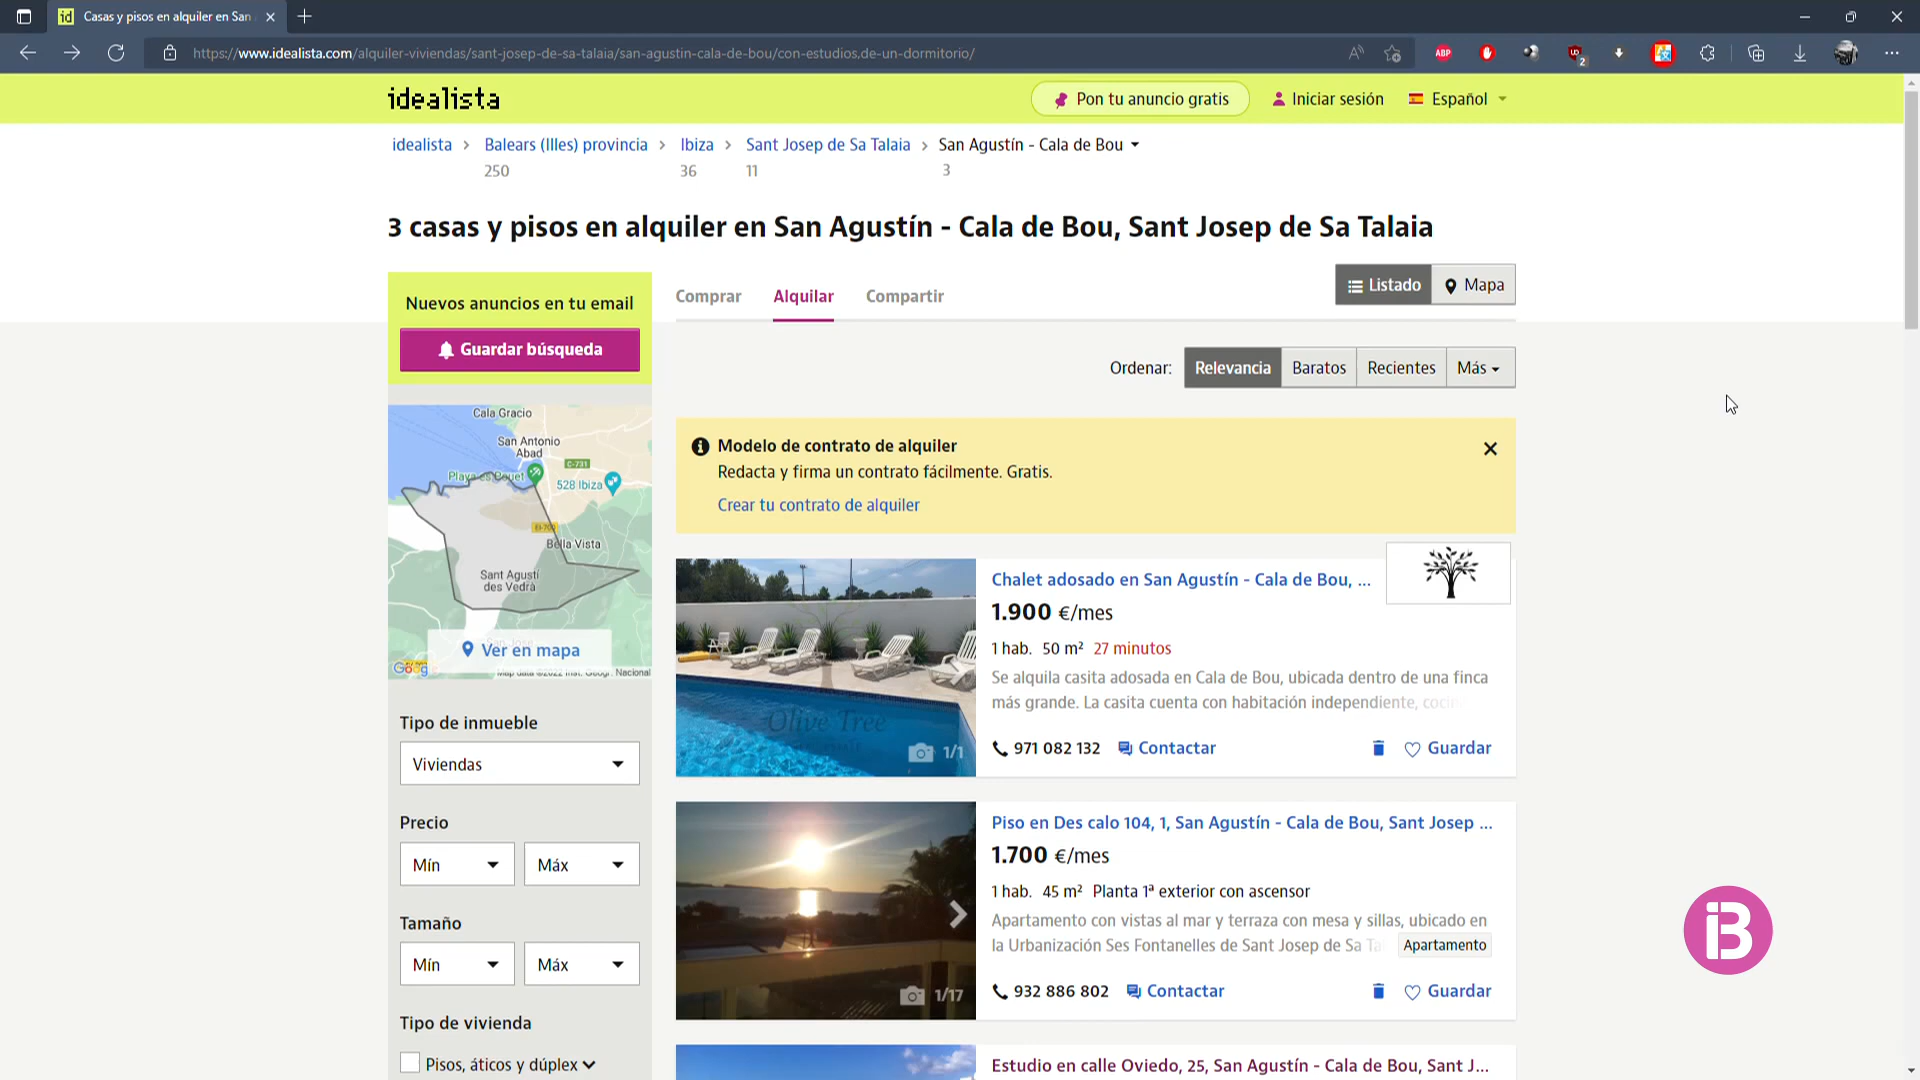 Casas y pisos en alquiler en San
https://www.idealista.com/alquiler-viviendas/sant-josep-de-sa-talaia/san-agustin-cala-de-bou/con-estudios,de-un-dormitorio/
ABP
2
idealista
Pon tu anuncio gratis
Iniciar sesión
Español
idealista > Balears (Illes) provincia > Ibiza > Sant Josep de Sa Talaia > San Agustín - Cala de Bou
250 36 11 3
3 casas y pisos en alquiler en San Agustín - Cala de Bou, Sant Josep de Sa Talaia
Nuevos anuncios en tu email
Guardar búsqueda
Comprar Alquilar Compartir
Listado Mapa
Ordenar: Relevancia Baratos Recientes Más
Cala Gracio
San Antonio
Abad
C-731
528 Ibiza
Bella Vista
Sant Agustí
des Vedrà
Ver en mapa
Google
Nacional
Modelo de contrato de alquiler
Redacta y firma un contrato fácilmente. Gratis.
Crear tu contrato de alquiler
Chalet adosado en San Agustín - Cala de Bou, ...
1.900 €/mes
1 hab. 50 m² 27 minutos
Se alquila casita adosada en Cala de Bou, ubicada dentro de una finca
más grande. La casita cuenta con habitación independiente,
Olive Tree
1/1
971 082 132 Contactar Guardar
Piso en Des calo 104, 1, San Agustín - Cala de Bou, Sant Josep ...
1.700 €/mes
1 hab. 45 m² Planta 1ª exterior con ascensor
Apartamento con vistas al mar y terraza con mesa y sillas, ubicado en
la Urbanización Ses Fontanelles de Sant Josep de Sa
Apartamento
1/17
932 886 802 Contactar Guardar
Estudio en calle Oviedo, 25, San Agustín - Cala de Bou, Sant J...
Tipo de inmueble
Viviendas
Precio
Mín Máx
Tamaño
Mín Máx
Tipo de vivienda
Pisos, áticos y dúplex
iB